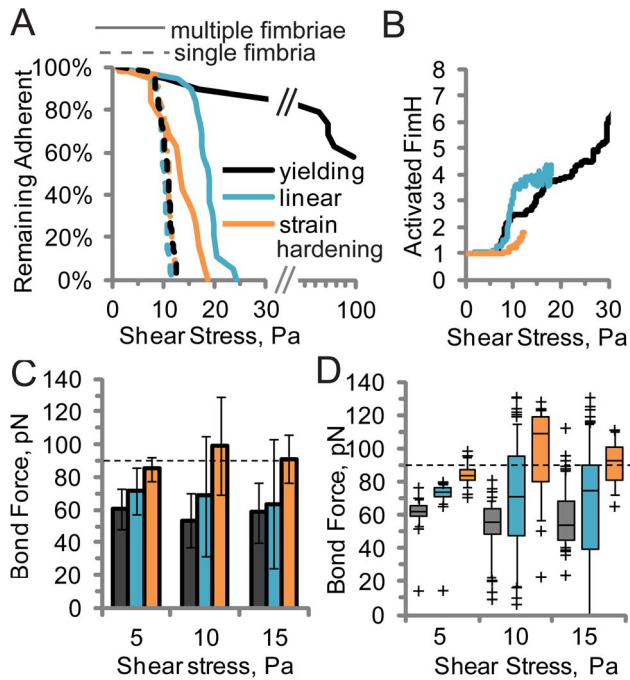 A
multiple fimbriae
single fimbria
100%
80%
60%
40%
20%
0%
Remaining Adherent
yielding
linear
strain
hardening
0 10 20 30 100
Shear Stress, Pa
B
8
7
6
5
4
3
2
1
0
Activated FimH
0 10 20 30
Shear Stress, Pa
C
140
120
100
80
60
40
20
0
Bond Force, pN
5 10 15
Shear stress, Pa
D
140
120
100
80
60
40
20
0
Bond Force, pN
5 10 15
Shear Stress, Pa